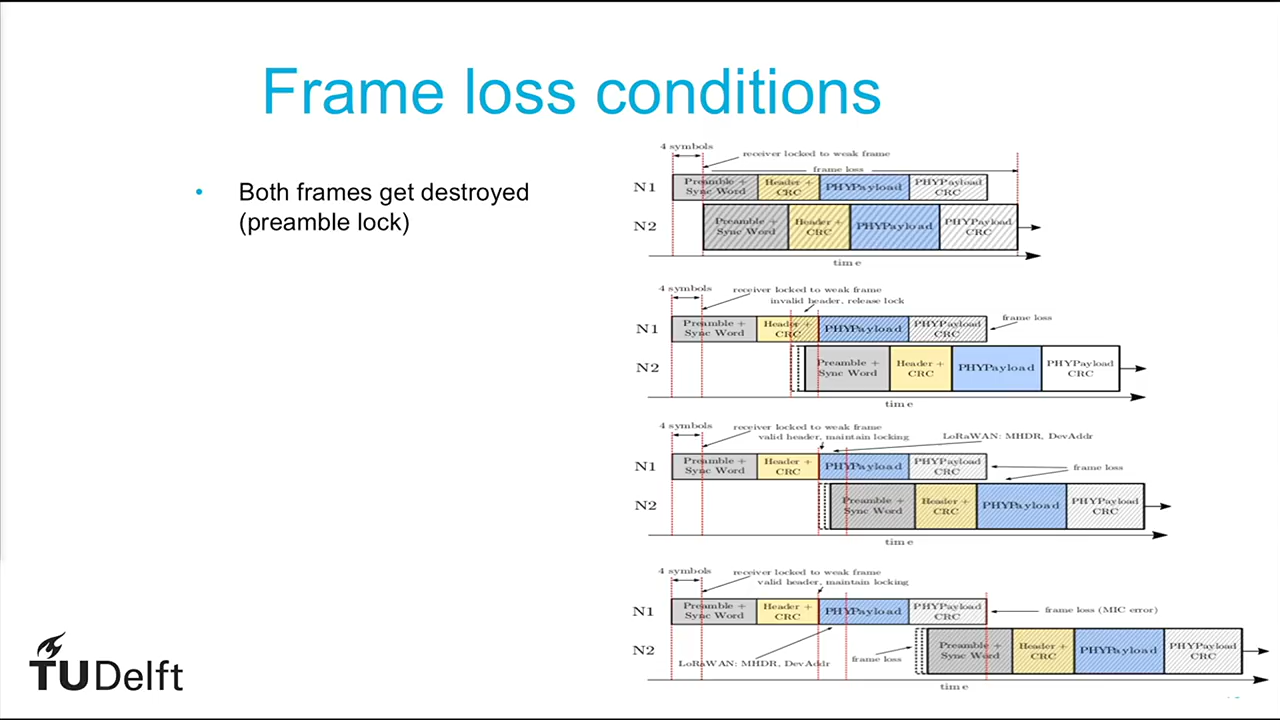 Frame loss conditions
• Both frames get destroyed
(preamble lock)
4 symbols
receiver locked to weak frame
frame loss
N1
Preamble +
Sync Word
Header +
CRC
PHYPayload
PHYPayload
CRC
N2
Preamble +
Sync Word
Header +
CRC
PHYPayload
PHYPayload
CRC
time
4 symbols
receiver locked to weak frame
invalid header, release lock
frame loss
N1
Preamble +
Sync Word
Header +
CRC
PHYPayload
PHYPayload
CRC
N2
Preamble +
Sync Word
Header +
CRC
PHYPayload
PHYPayload
CRC
time
4 symbols
receiver locked to weak frame
valid header, maintain locking
LoRaWAN: MHDR, DevAddr
N1
Preamble +
Sync Word
Header +
CRC
PHYPayload
PHYPayload
CRC
frame loss
N2
Preamble +
Sync Word
Header +
CRC
PHYPayload
PHYPayload
CRC
time
4 symbols
receiver locked to weak frame
valid header, maintain locking
N1
Preamble +
Sync Word
Header +
CRC
PHYPayload
PHYPayload
CRC
frame loss (MIC error)
N2
LoRaWAN: MHDR, DevAddr
frame loss
Preamble +
Sync Word
Header +
CRC
PHYPayload
PHYPayload
CRC
time
TU Delft